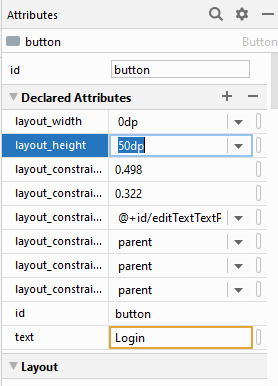 Attributes
button Button
id button
Declared Attributes
layout_width 0dp
layout_height 50dp
layout_constrai... 0.498
layout_constrai... 0.322
layout_constrai... @+id/editTextTextP
layout_constrai... parent
layout_constrai... parent
layout_constrai... parent
id button
text Login
Layout